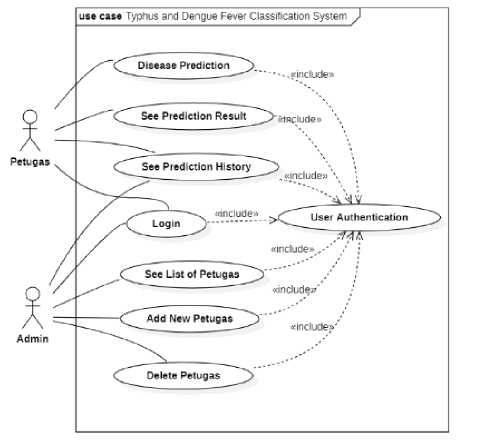 use case Typhus and Dengue Fever Classification System
Disease Prediction
«include»
See Prediction Result
«include»
Petugas
See Prediction History
«include»
User Authentication
Login
«include»
See List of Petugas
«include»
Admin
Add New Petugas
«include»
«include»
Delete Petugas